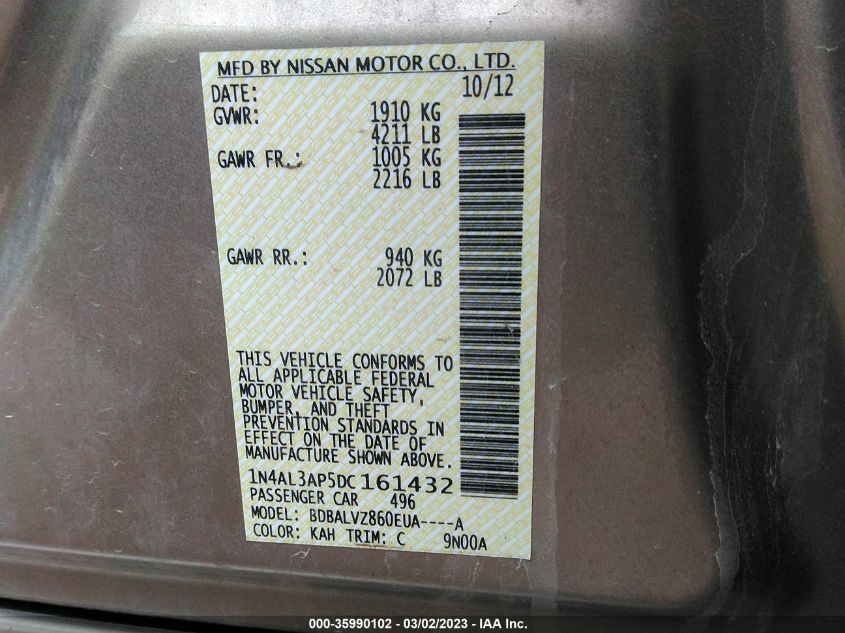 MFD BY NISSAN MOTOR CO., LTD.
DATE: 10/12
GVWR: 1910 KG
4211 LB
GAWR FR.: 1005 KG
2216 LB
GAWR RR.: 940 KG
2072 LB
THIS VEHICLE CONFORMS TO
ALL APPLICABLE FEDERAL
MOTOR VEHICLE SAFETY,
BUMPER, AND THEFT
PREVENTION STANDARDS IN
EFFECT ON THE DATE OF
MANUFACTURE SHOWN ABOVE.
1N4AL3AP5DC161432
PASSENGER CAR 496
MODEL: BDBALVZ860EUA----A
COLOR: KAH TRIM: C 9N00A
000-35990102 - 03/02/2023 - IAA Inc.